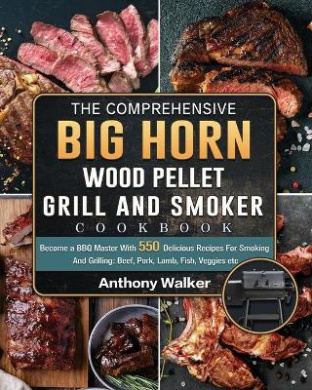 THE COMPREHENSIVE
BIG HORN
WOOD PELLET
GRILL AND SMOKER
COOKBOOK
Become a BBQ Master With 550 Delicious Recipes For Smoking
And Grilling: Beef, Pork, Lamb, Fish, Veggies etc
Anthony Walker